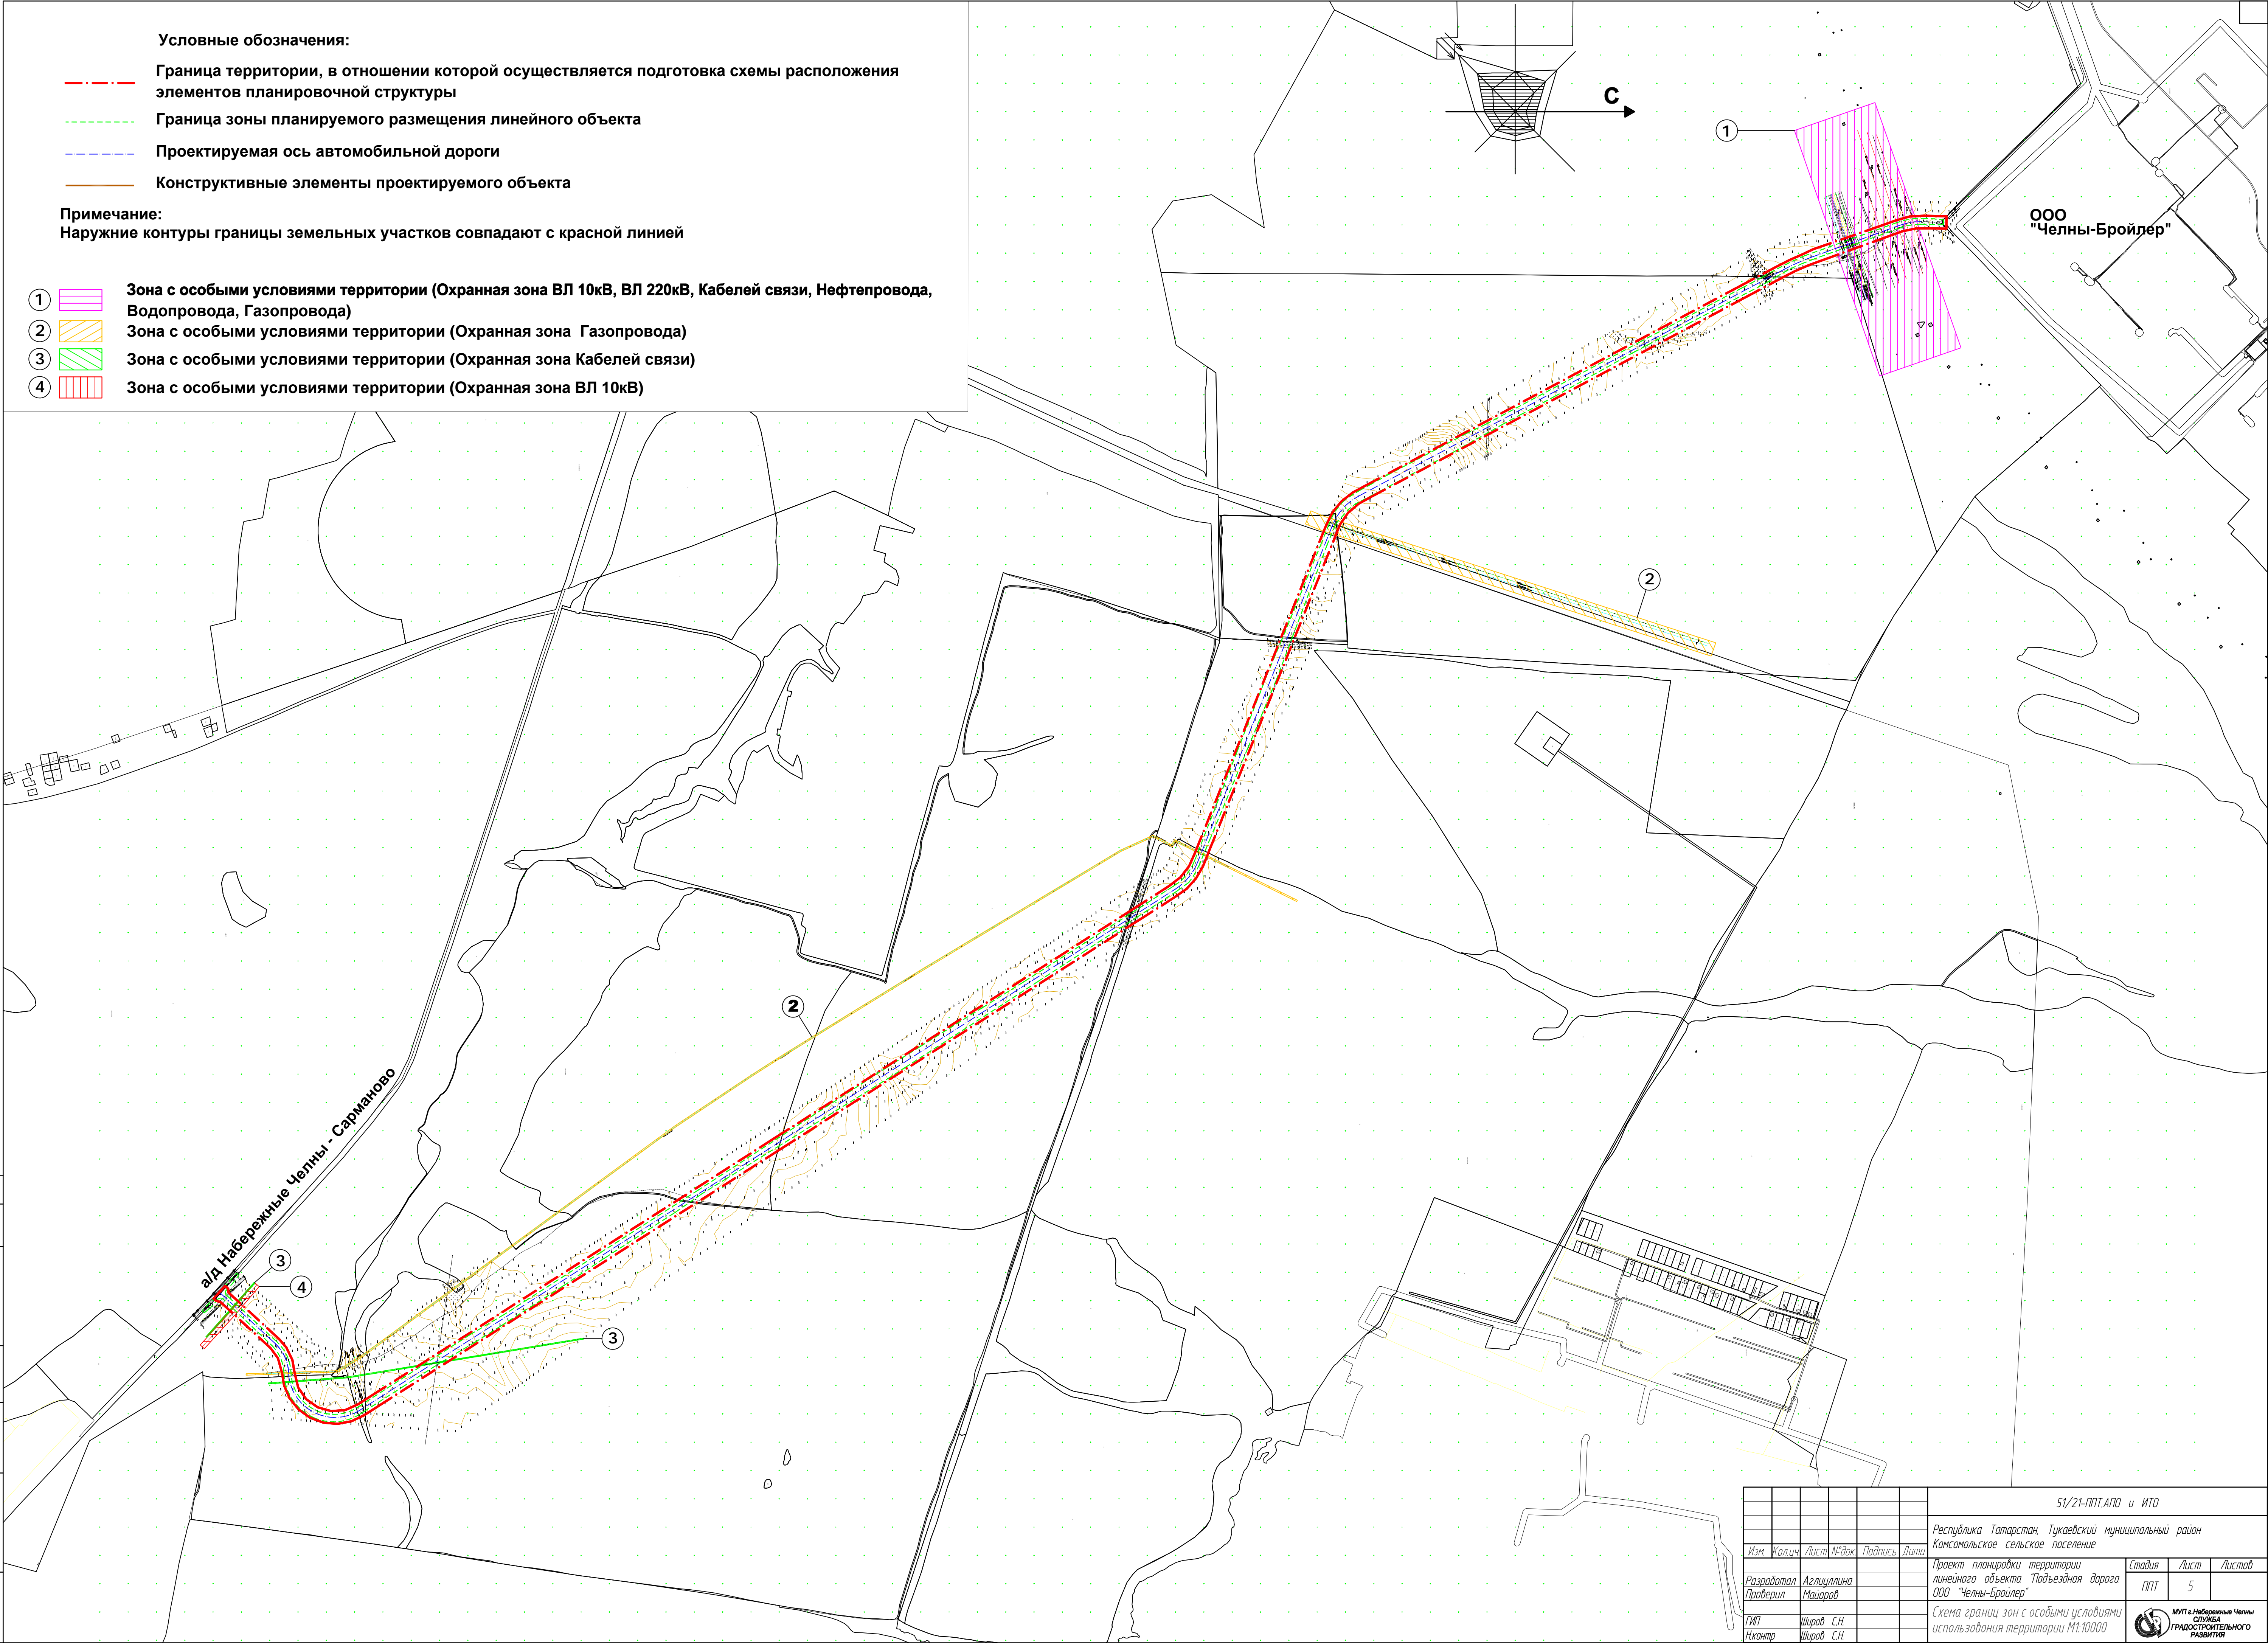 Условные обозначения:
Граница территории, в отношении которой осуществляется подготовка схемы расположения
элементов планировочной структуры
Граница зоны планируемого размещения линейного объекта
Проектируемая ось автомобильной дороги
Конструктивные элементы проектируемого объекта
Примечание:
Наружние контуры границы земельных участков совпадают с красной линией
1 Зона с особыми условиями территории (Охранная зона ВЛ 10кВ, ВЛ 220кВ, Кабелей связи, Нефтепровода,
Водопровода, Газопровода)
2 Зона с особыми условиями территории (Охранная зона Газопровода)
3 Зона с особыми условиями территории (Охранная зона Кабелей связи)
4 Зона с особыми условиями территории (Охранная зона ВЛ 10кВ)
С
1
ООО
"Челны-Бройлер"
2
2
а/д Набережные Челны - Сарманово
3
4
3
51/21-ППТ.АПО и ИТО
Республика Татарстан, Тукаевский муниципальный район
Комсомольское сельское поселение
Изм. Кол.уч Лист №док Подпись Дата
Проект планировки территории
линейного объекта "Подъездная дорога
ООО "Челны-Бройлер"
Стадия Лист Листов
ППТ 5
Разработал Аглиуллина
Проверил Майоров
ГИП Широв С.Н.
Н.контр Широв С.Н.
Схема границ зон с особыми условиями
использования территории М1:10000
МУП г.Набережные Челны
СЛУЖБА
ГРАДОСТРОИТЕЛЬНОГО
РАЗВИТИЯ